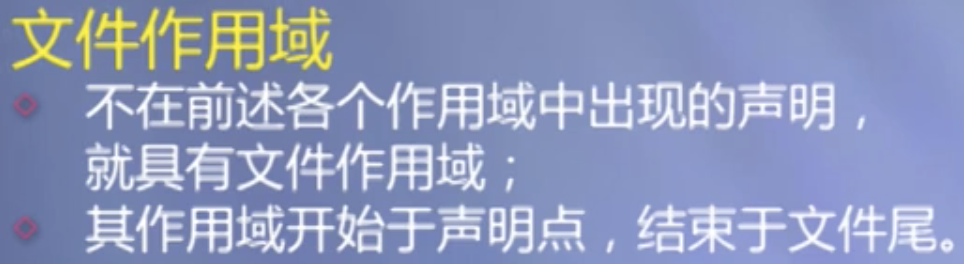 文件作用域
不在前述各个作用域中出现的声明，
就具有文件作用域；
其作用域开始于声明点，结束于文件尾。